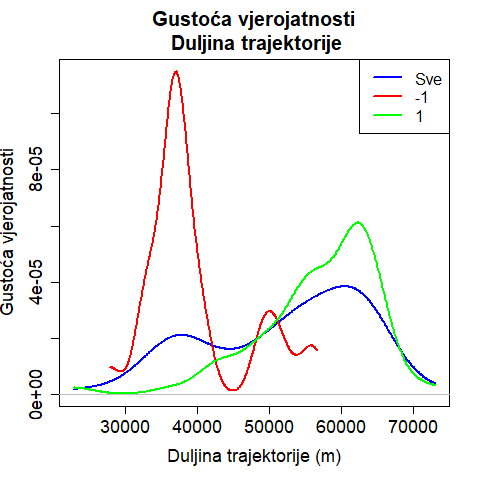 Gustoća vjerojatnosti
Duljina trajektorije
Sve
-1
1
Gustoća vjerojatnosti
0e+00
4e-05
8e-05
30000
40000
50000
60000
70000
Duljina trajektorije (m)